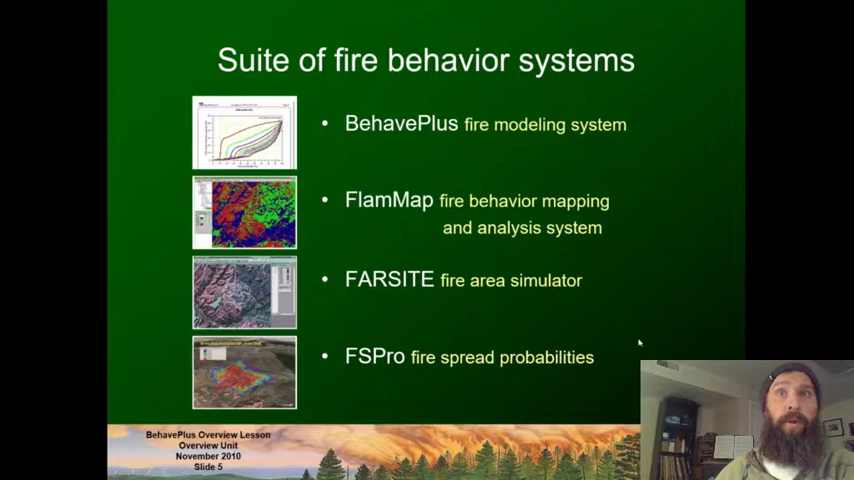 Suite of fire behavior systems
• BehavePlus fire modeling system
• FlamMap fire behavior mapping
and analysis system
• FARSITE fire area simulator
• FSPro fire spread probabilities
BehavePlus Overview Lesson
Overview Unit
November 2010
Slide 5